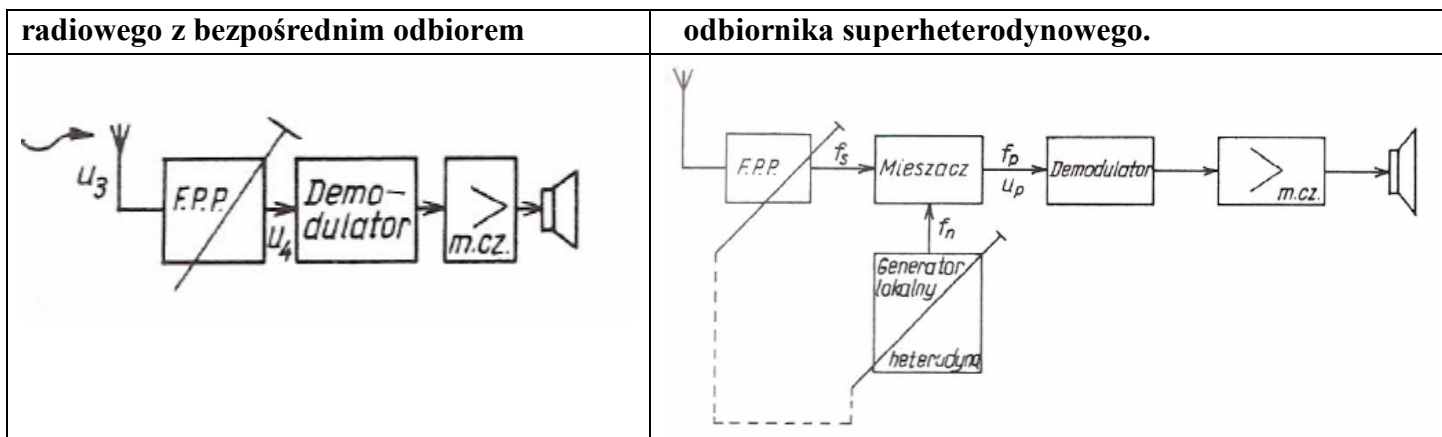 radiowego z bezpośrednim odbiorem
u3
F.P.P.
u4
Demo-
dulator
m.cz.
odbiornika superheterodynowego.
F.P.P.
fs
Mieszacz
fp
up
Demodulator
m.cz.
fn
Generator
lokalny
heterodyna